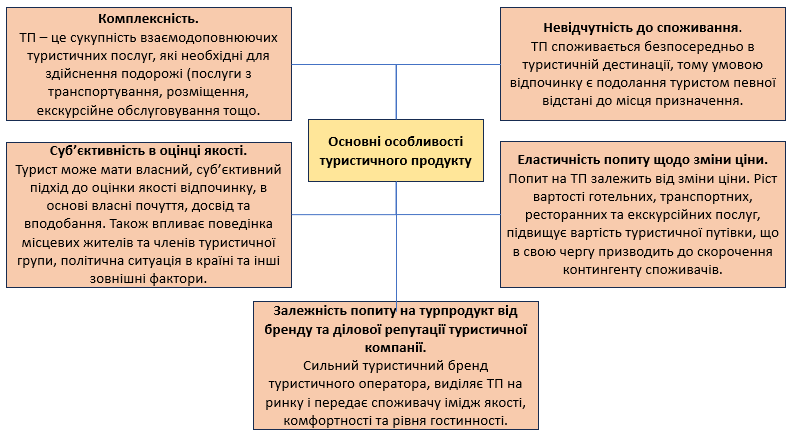 Комплексність.
ТП – це сукупність взаємодоповнюючих
туристичних послуг, які необхідні для
здійснення подорожі (послуги з
транспортування, розміщення,
екскурсійне обслуговування тощо.
Невідчутність до споживання.
ТП споживається безпосередньо в
туристичній дестинації, тому умовою
відпочинку є подолання туристом певної
відстані до місця призначення.
Основні особливості
туристичного продукту
Суб’єктивність в оцінці якості.
Турист може мати власний, суб’єктивний
підхід до оцінки якості відпочинку, в
основі власні почуття, досвід та
вподобання. Також впливає поведінка
місцевих жителів та членів туристичної
групи, політична ситуація в країні та інші
зовнішні фактори.
Еластичність попиту щодо зміни ціни.
Попит на ТП залежить від зміни ціни. Ріст
вартості готельних, транспортних,
ресторанних та екскурсійних послуг,
підвищує вартість туристичної путівки, що
в свою чергу призводить до скорочення
контингенту споживачів.
Залежність попиту на турпродукт від
бренду та ділової репутації туристичної
компанії.
Сильний туристичний бренд
туристичного оператора, виділяє ТП на
ринку і передає споживачу імідж якості,
комфортності та рівня гостинності.